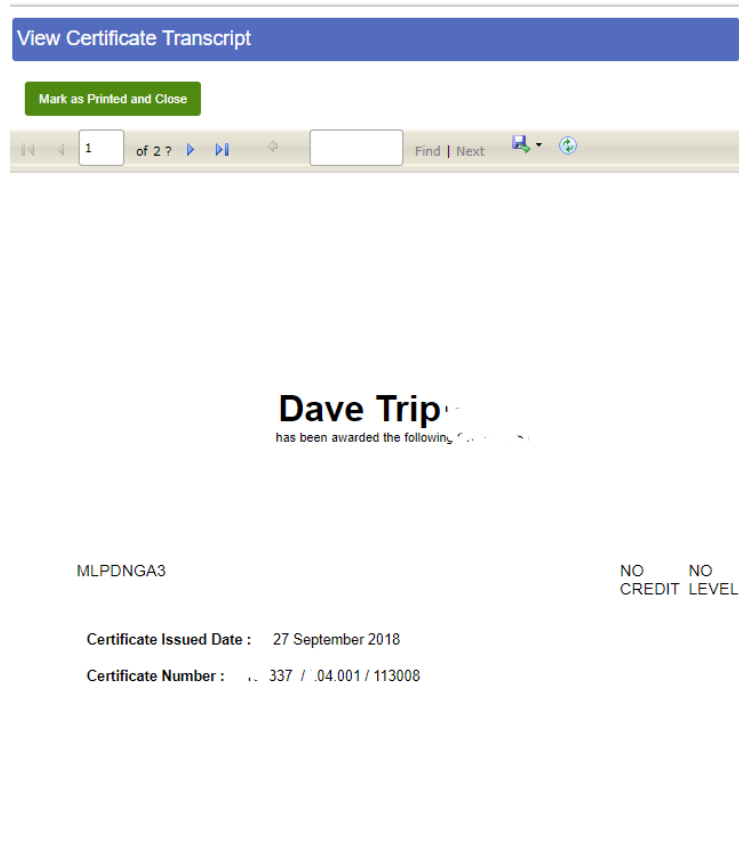 View Certificate Transcript
Mark as Printed and Close
1 of 2 ? Find | Next
Dave
has been awarded the following
MLPDNGA3 NO NO
CREDIT LEVEL
Certificate Issued Date : 27 September 2018
Certificate Number : 337 / .04.001 / 113008